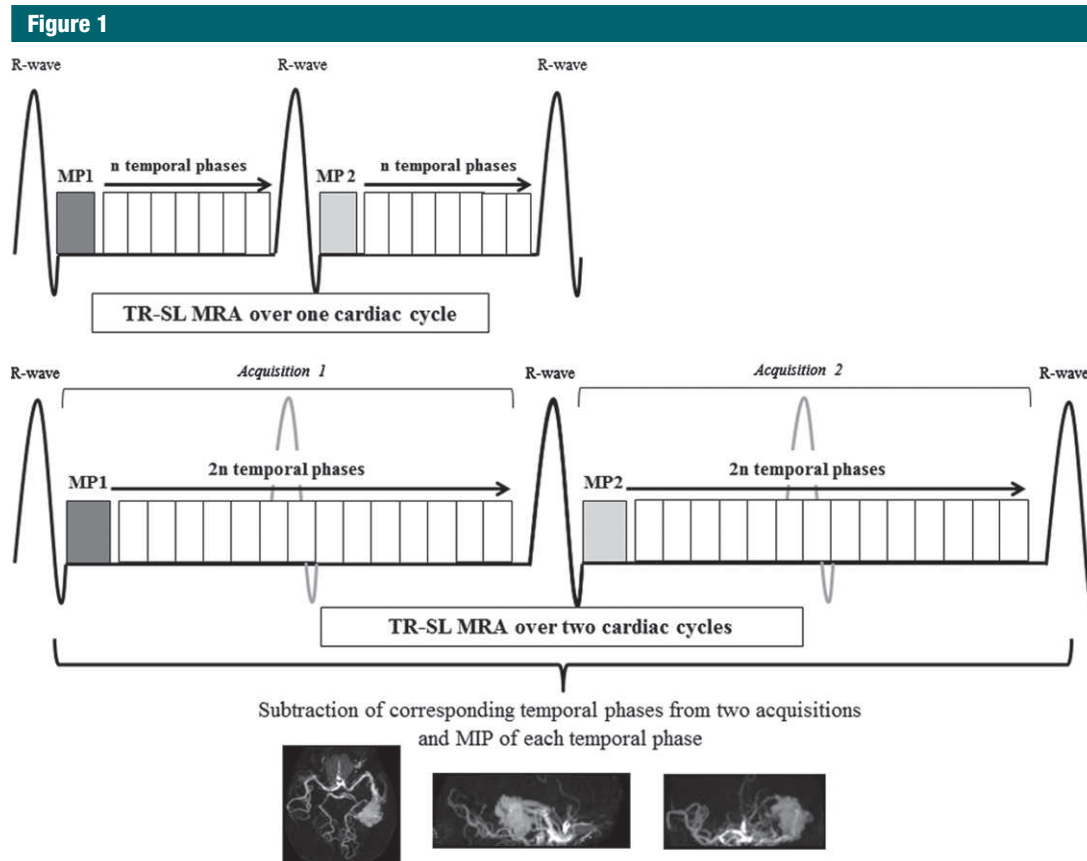 Figure 1
R-wave R-wave R-wave
MP1 n temporal phases MP 2 n temporal phases
TR-SL MRA over one cardiac cycle
R-wave Acquisition 1 R-wave Acquisition 2 R-wave
MP1 2n temporal phases MP2 2n temporal phases
TR-SL MRA over two cardiac cycles
Subtraction of corresponding temporal phases from two acquisitions
and MIP of each temporal phase